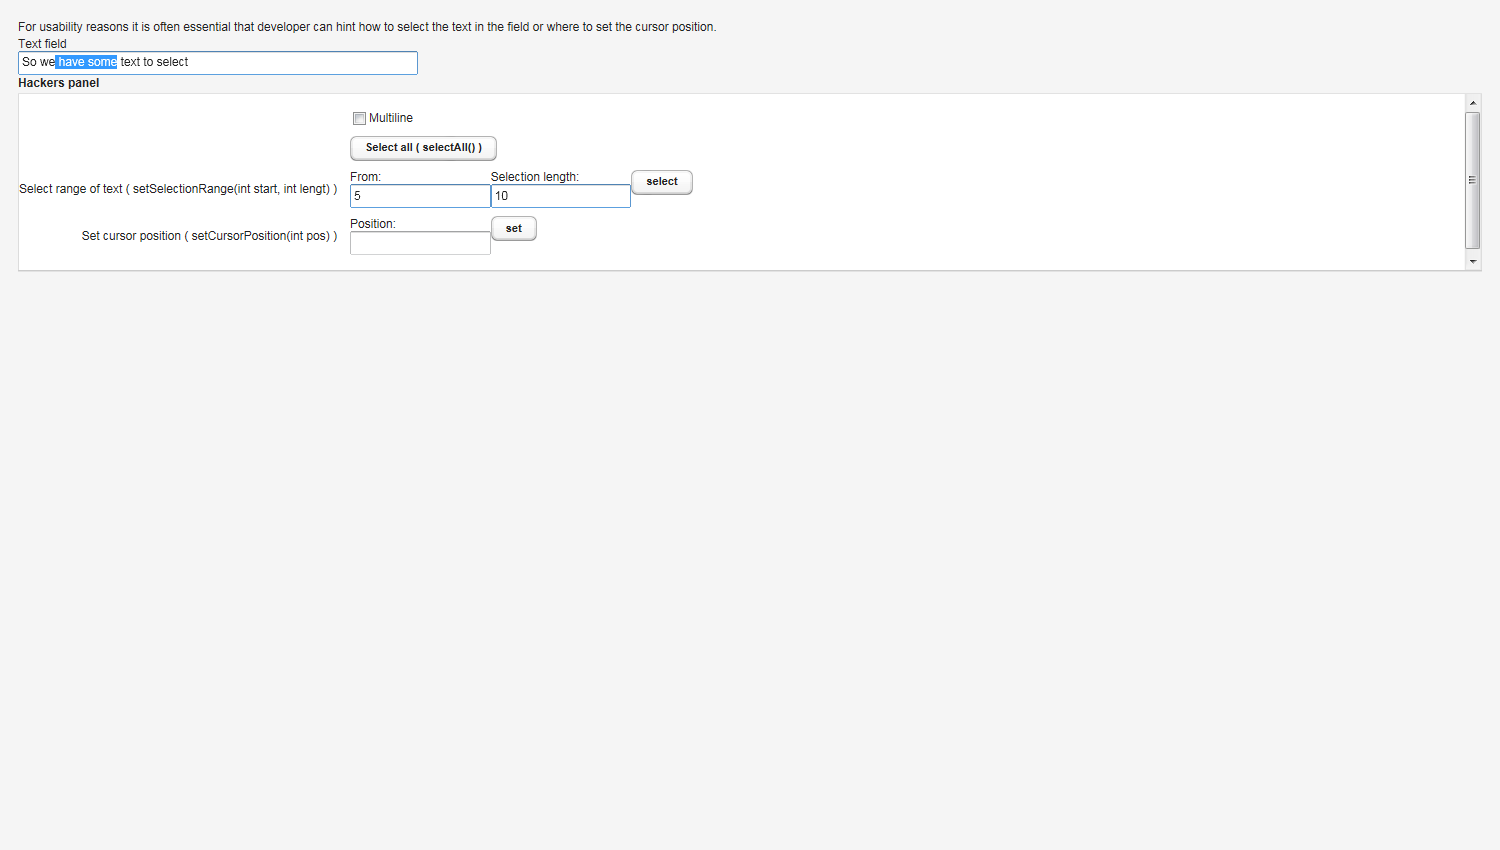 For usability reasons it is often essential that developer can hint how to select the text in the field or where to set the cursor position.
Text field
So we have some text to select
Hackers panel
Multiline
Select all ( selectAll() )
From: Selection length:
Select range of text ( setSelectionRange(int start, int lengt) ) 5 10 select
Position:
Set cursor position ( setCursorPosition(int pos) ) set